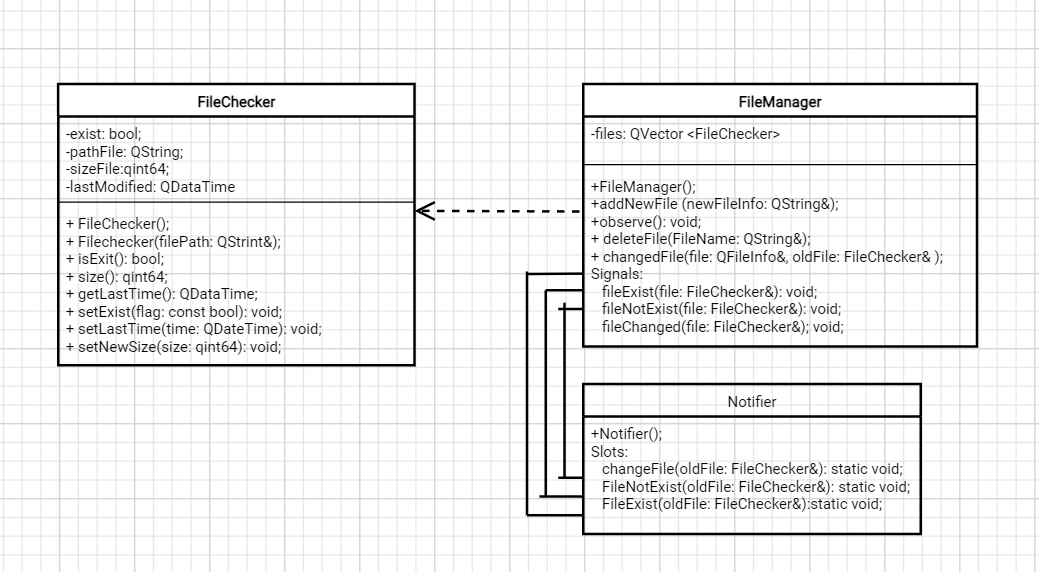 FileChecker
-exist: bool;
-pathFile: QString;
-sizeFile:qint64;
-lastModified: QDataTime
+ FileChecker();
+ Filechecker(filePath: QStrint&);
+ isExit(): bool;
+ size(): qint64;
+ getLastTime(): QDataTime;
+ setExist(flag: const bool): void;
+ setLastTime(time: QDateTime): void;
+ setNewSize(size: qint64): void;
FileManager
-files: QVector <FileChecker>
+FileManager();
+addNewFile (newFileInfo: QString&);
+observe(): void;
+ deleteFile(FileName: QString&);
+ changedFile(file: QFileInfo&, oldFile: FileChecker& );
Signals:
fileExist(file: FileChecker&): void;
fileNotExist(file: FileChecker&): void;
fileChanged(file: FileChecker&); void;
Notifier
+Notifier();
Slots:
changeFile(oldFile: FileChecker&): static void;
FileNotExist(oldFile: FileChecker&): static void;
FileExist(oldFile: FileChecker&):static void;